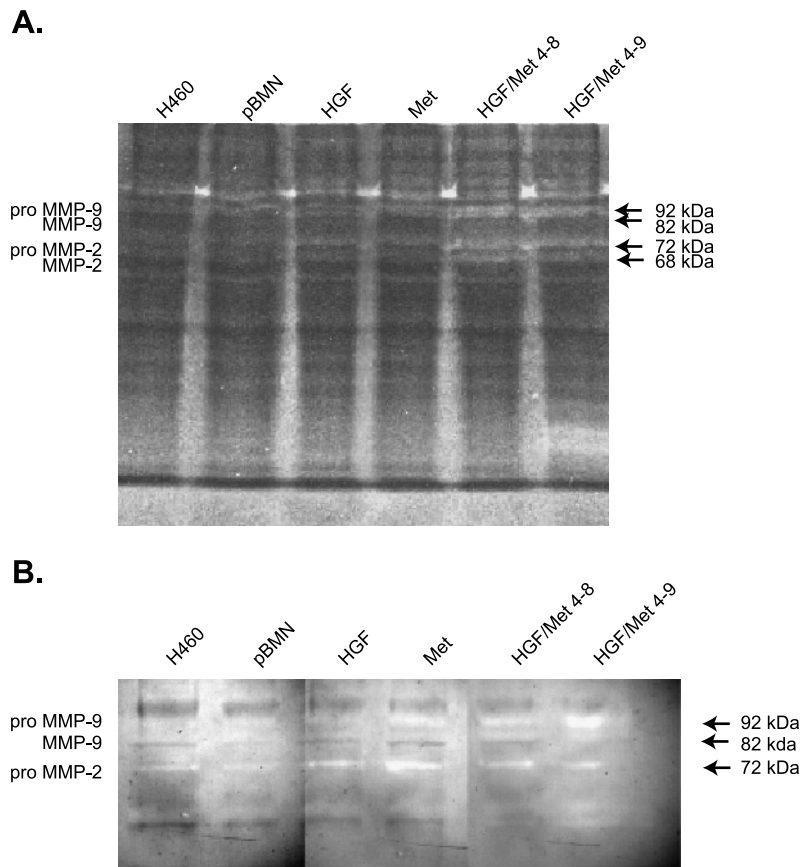 A.
H460 pBMN HGF Met HGF/Met 4-8 HGF/Met 4-9
pro MMP-9 92 kDa
MMP-9 82 kDa
pro MMP-2 72 kDa
MMP-2 68 kDa
B.
H460 pBMN HGF Met HGF/Met 4-8 HGF/Met 4-9
pro MMP-9 92 kDa
MMP-9 82 kda
pro MMP-2 72 kDa